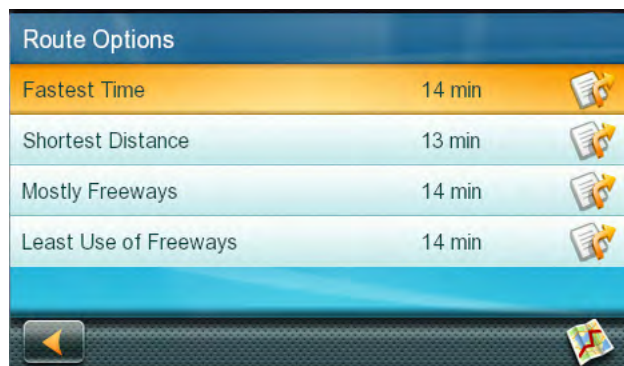 Route Options
Fastest Time 14 min
Shortest Distance 13 min
Mostly Freeways 14 min
Least Use of Freeways 14 min